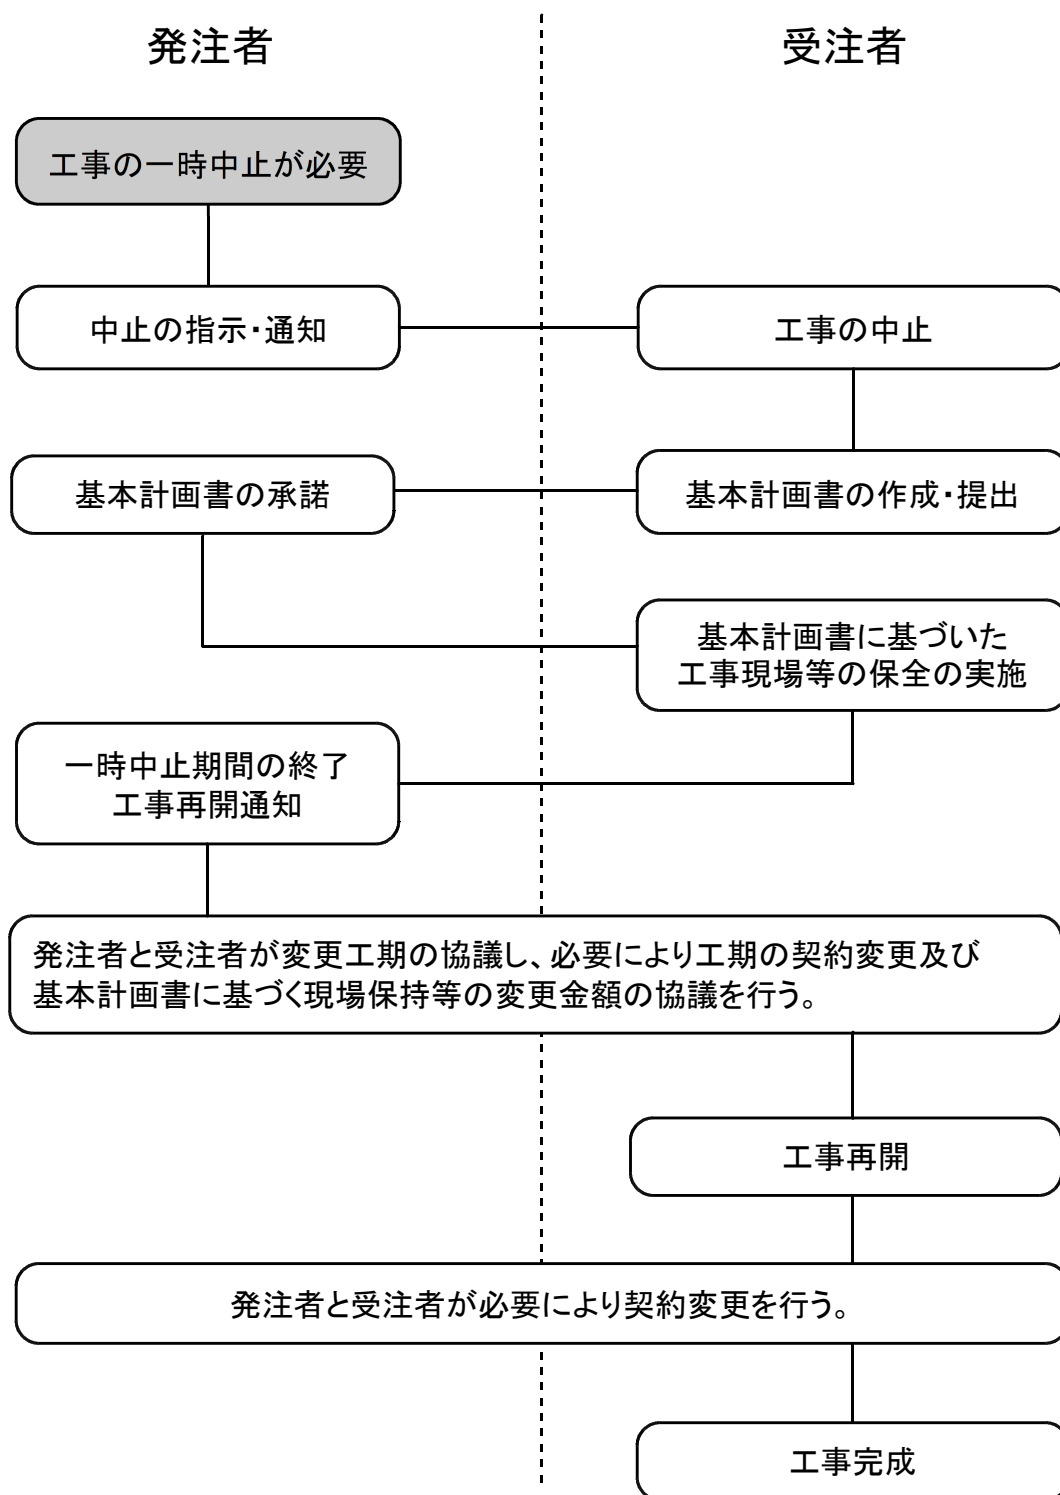 発注者
受注者
工事の一時中止が必要
中止の指示・通知
工事の中止
基本計画書の承諾
基本計画書の作成・提出
基本計画書に基づいた
工事現場等の保全の実施
一時中止期間の終了
工事再開通知
発注者と受注者が変更工期の協議し、必要により工期の契約変更及び
基本計画書に基づく現場保持等の変更金額の協議を行う。
工事再開
発注者と受注者が必要により契約変更を行う。
工事完成